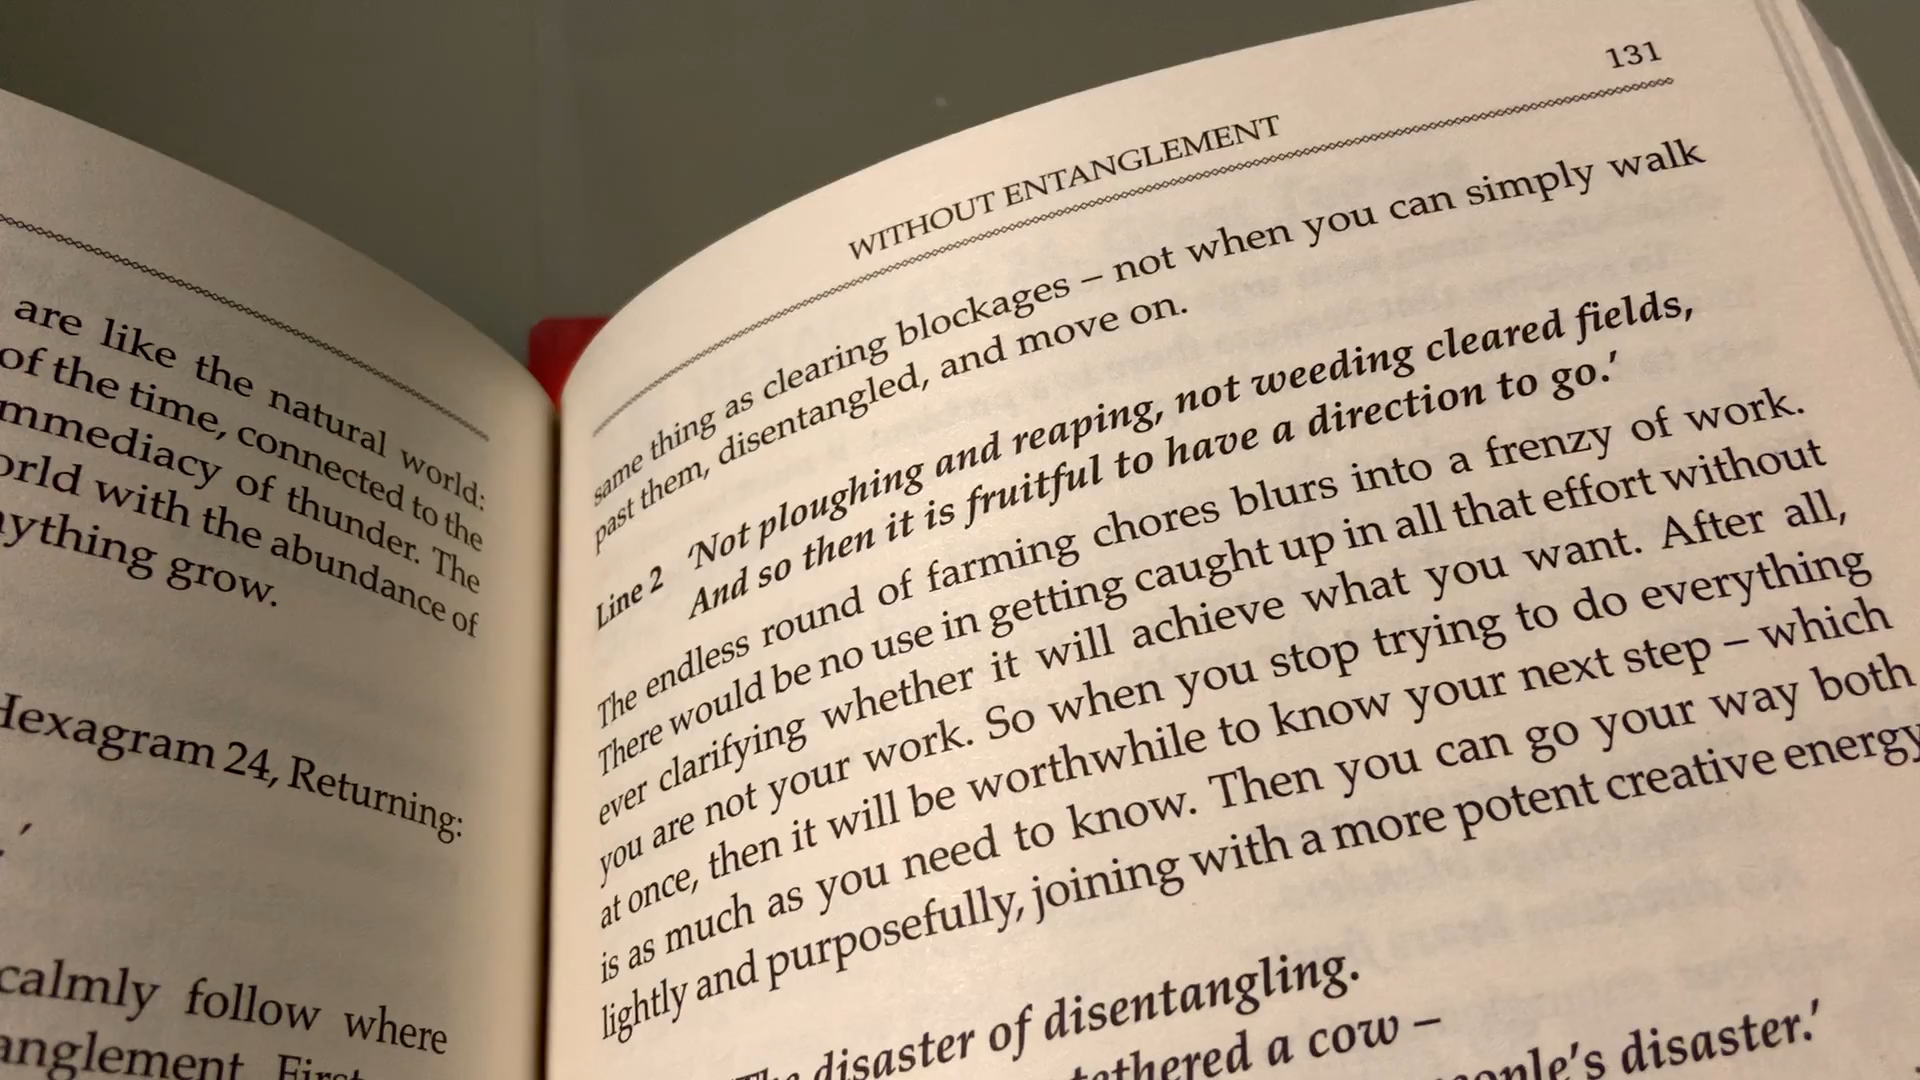 are like the natural world:
of the time, connected to the
mmediacy of thunder. The
orld with the abundance of
ything grow.
Hexagram 24, Returning:
.’
calmly follow where
anglement. First
131
WITHOUT ENTANGLEMENT
same thing as clearing blockages – not when you can simply walk
past them, disentangled, and move on.
Line 2 ‘Not ploughing and reaping, not weeding cleared fields,
And so then it is fruitful to have a direction to go.’
The endless round of farming chores blurs into a frenzy of work.
There would be no use in getting caught up in all that effort without
ever clarifying whether it will achieve what you want. After all,
you are not your work. So when you stop trying to do everything
at once, then it will be worthwhile to know your next step – which
is as much as you need to know. Then you can go your way both
lightly and purposefully, joining with a more potent creative energy
disaster of disentangling.
tethered a cow –
people’s disaster.’